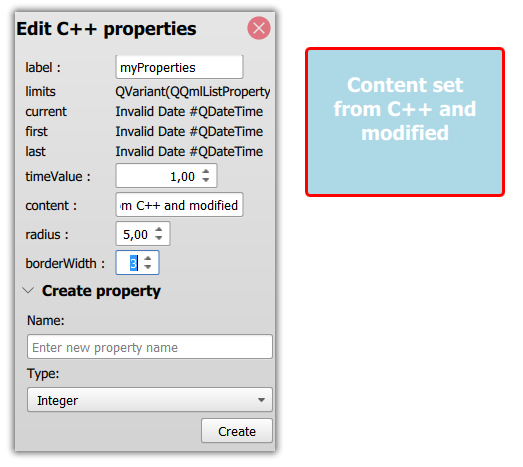 Edit C++ properties
label : myProperties
limits QVariant(QQmlListProperty
current Invalid Date #QDateTime
first Invalid Date #QDateTime
last Invalid Date #QDateTime
timeValue : 1,00
content : om C++ and modified
radius : 5,00
borderWidth : 3
Create property
Name:
Enter new property name
Type:
Integer
Create
Content set
from C++ and
modified